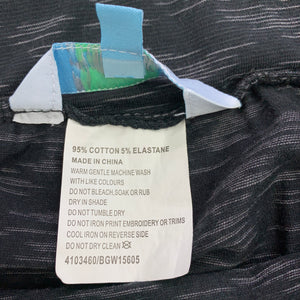 95% COTTON 5% ELASTANE
MADE IN CHINA
WARM GENTLE MACHINE WASH
WITH LIKE COLOURS
DO NOT BLEACH, SOAK OR RUB
DRY IN SHADE
DO NOT TUMBLE DRY
DO NOT IRON PRINT EMBROIDERY OR TRIMS
COOL IRON ON REVERSE SIDE
DO NOT DRY CLEAN
4103460/BGW15605